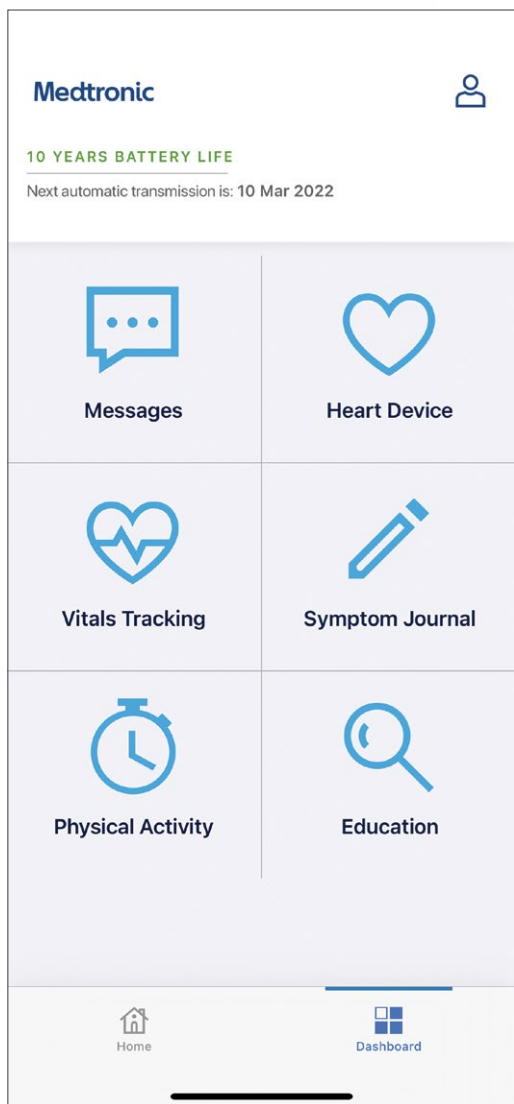 Medtronic
10 YEARS BATTERY LIFE
Next automatic transmission is: 10 Mar 2022
Messages
Heart Device
Vitals Tracking
Symptom Journal
Physical Activity
Education
Home
Dashboard